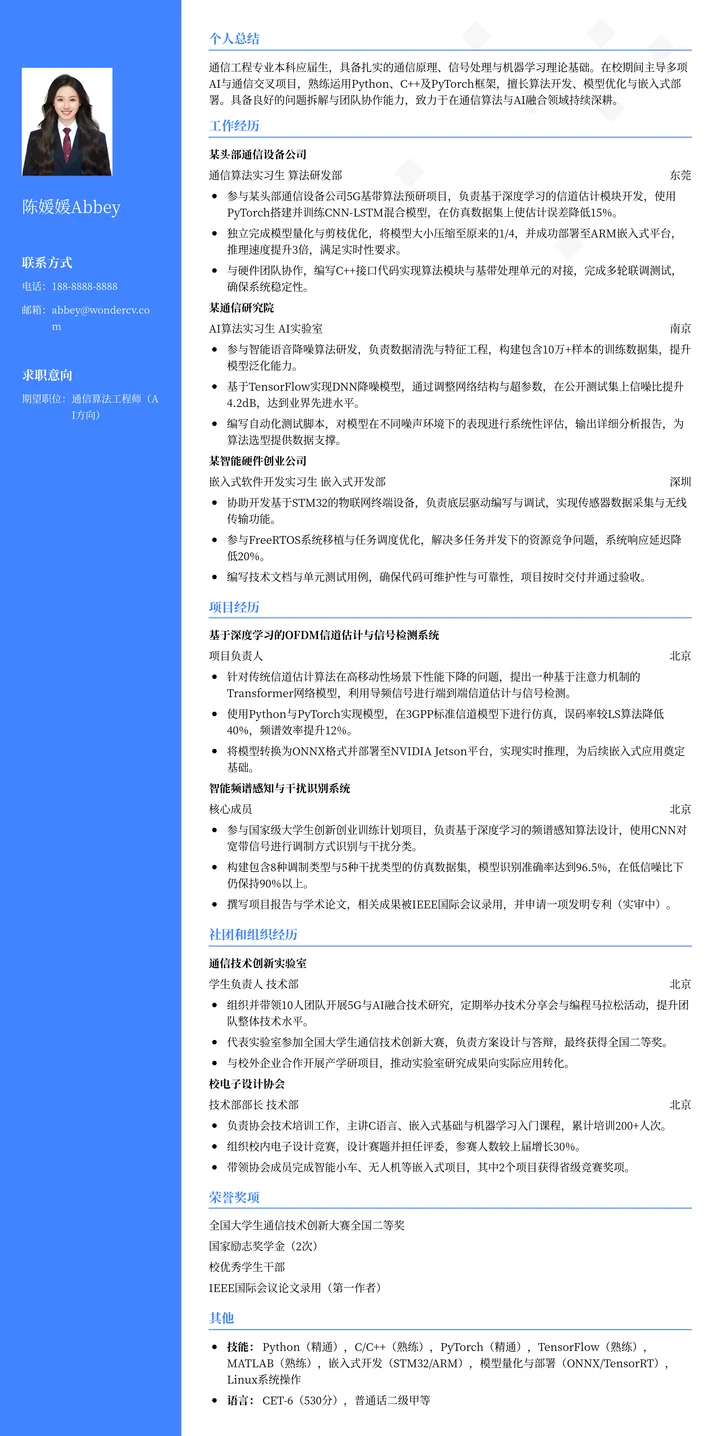 陈媛媛Abbey
联系方式
电话：188-8888-8888
邮箱：abbey@wondercv.co
m
求职意向
期望职位：通信算法工程师（A
I方向）
个人总结
通信工程专业本科应届生，具备扎实的通信原理、信号处理与机器学习理论基础。在校期间主导多项
AI与通信交叉项目，熟练运用Python、C++及PyTorch框架，擅长算法开发、模型优化与嵌入式部
署。具备良好的问题拆解与团队协作能力，致力于在通信算法与AI融合领域持续深耕。
工作经历
某头部通信设备公司
通信算法实习生 算法研发部 东莞
• 参与某头部通信设备公司5G基带算法预研项目，负责基于深度学习的信道估计模块开发，使用
PyTorch搭建并训练CNN-LSTM混合模型，在仿真数据集上使估计误差降低15%。
• 独立完成模型量化与剪枝优化，将模型大小压缩至原来的1/4，并成功部署至ARM嵌入式平台，
推理速度提升3倍，满足实时性要求。
• 与硬件团队协作，编写C++接口代码实现算法模块与基带处理单元的对接，完成多轮联调测试，
确保系统稳定性。
某通信研究院
AI算法实习生 AI实验室 南京
• 参与智能语音降噪算法研发，负责数据清洗与特征工程，构建包含10万+样本的训练数据集，提升
模型泛化能力。
• 基于TensorFlow实现DNN降噪模型，通过调整网络结构与超参数，在公开测试集上信噪比提升
4.2dB，达到业界先进水平。
• 编写自动化测试脚本，对模型在不同噪声环境下的表现进行系统性评估，输出详细分析报告，为
算法选型提供数据支撑。
某智能硬件创业公司
嵌入式软件开发实习生 嵌入式开发部 深圳
• 协助开发基于STM32的物联网终端设备，负责底层驱动编写与调试，实现传感器数据采集与无线
传输功能。
• 参与FreeRTOS系统移植与任务调度优化，解决多任务并发下的资源竞争问题，系统响应延迟降
低20%。
• 编写技术文档与单元测试用例，确保代码可维护性与可靠性，项目按时交付并通过验收。
项目经历
基于深度学习的OFDM信道估计与信号检测系统
项目负责人 北京
• 针对传统信道估计算法在高移动性场景下性能下降的问题，提出一种基于注意力机制的
Transformer网络模型，利用导频信号进行端到端信道估计与信号检测。
• 使用Python与PyTorch实现模型，在3GPP标准信道模型下进行仿真，误码率较LS算法降低
40%，频谱效率提升12%。
• 将模型转换为ONNX格式并部署至NVIDIA Jetson平台，实现实时推理，为后续嵌入式应用奠定
基础。
智能频谱感知与干扰识别系统
核心成员 北京
• 参与国家级大学生创新创业训练计划项目，负责基于深度学习的频谱感知算法设计，使用CNN对
宽带信号进行调制方式识别与干扰分类。
• 构建包含8种调制类型与5种干扰类型的仿真数据集，模型识别准确率达到96.5%，在低信噪比下
仍保持90%以上。
• 撰写项目报告与学术论文，相关成果被IEEE国际会议录用，并申请一项发明专利（实审中）。
社团和组织经历
通信技术创新实验室
学生负责人 技术部 北京
• 组织并带领10人团队开展5G与AI融合技术研究，定期举办技术分享会与编程马拉松活动，提升团
队整体技术水平。
• 代表实验室参加全国大学生通信技术创新大赛，负责方案设计与答辩，最终获得全国二等奖。
• 与校外企业合作开展产学研项目，推动实验室研究成果向实际应用转化。
校电子设计协会
技术部部长 技术部 北京
• 负责协会技术培训工作，主讲C语言、嵌入式基础与机器学习入门课程，累计培训200+人次。
• 组织校内电子设计竞赛，设计赛题并担任评委，参赛人数较上届增长30%。
• 带领协会成员完成智能小车、无人机等嵌入式项目，其中2个项目获得省级竞赛奖项。
荣誉奖项
全国大学生通信技术创新大赛全国二等奖
国家励志奖学金（2次）
校优秀学生干部
IEEE国际会议论文录用（第一作者）
其他
• 技能： Python（精通），C/C++（熟练），PyTorch（精通），TensorFlow（熟练），
MATLAB（熟练），嵌入式开发（STM32/ARM），模型量化与部署（ONNX/TensorRT），
Linux系统操作
• 语言： CET-6（530分），普通话二级甲等